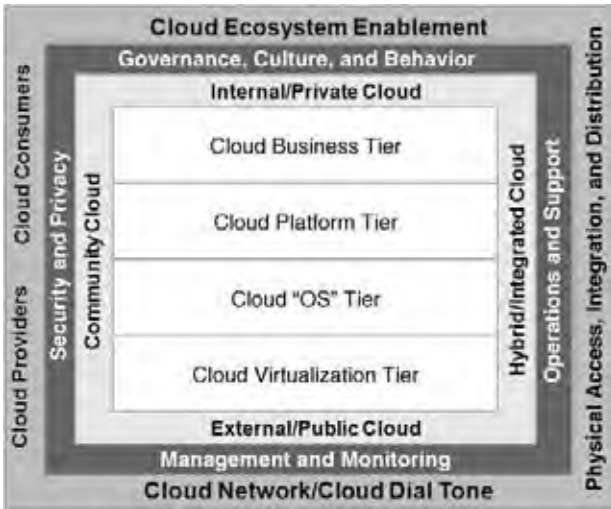 Cloud Ecosystem Enablement
Governance, Culture, and Behavior
Internal/Private Cloud
Cloud Consumers
Cloud Providers
Security and Privacy
Community Cloud
Cloud Business Tier
Cloud Platform Tier
Cloud "OS" Tier
Cloud Virtualization Tier
Hybrid/Integrated Cloud
Operations and Support
Physical Access, Integration, and Distribution
External/Public Cloud
Management and Monitoring
Cloud Network/Cloud Dial Tone